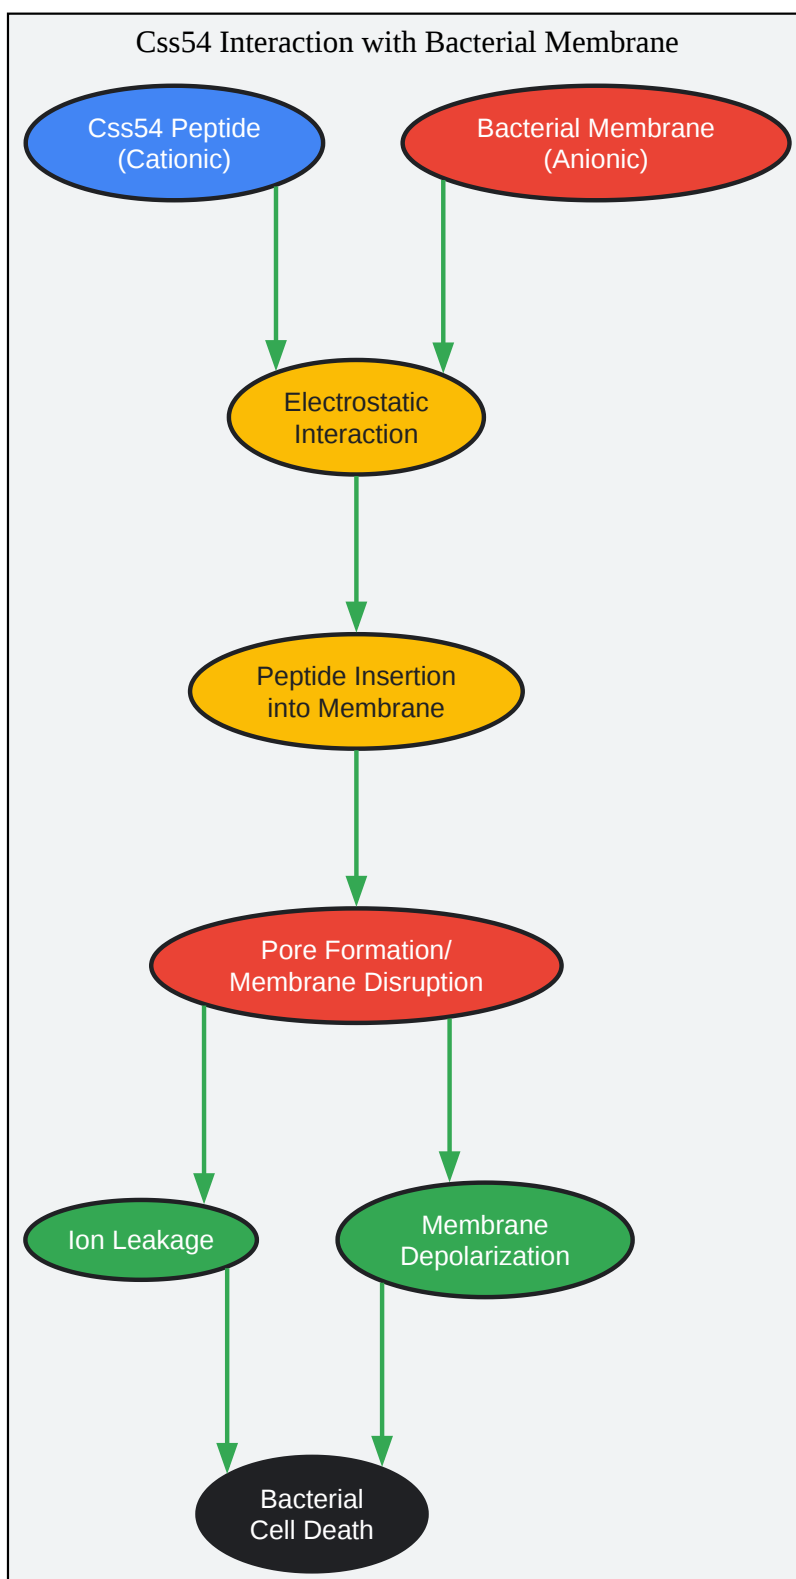 Css54 Interaction with Bacterial Membrane
Css54 Peptide
(Cationic)
Bacterial Membrane
(Anionic)
Electrostatic
Interaction
Peptide Insertion
into Membrane
Pore Formation/
Membrane Disruption
Ion Leakage
Membrane
Depolarization
Bacterial
Cell Death